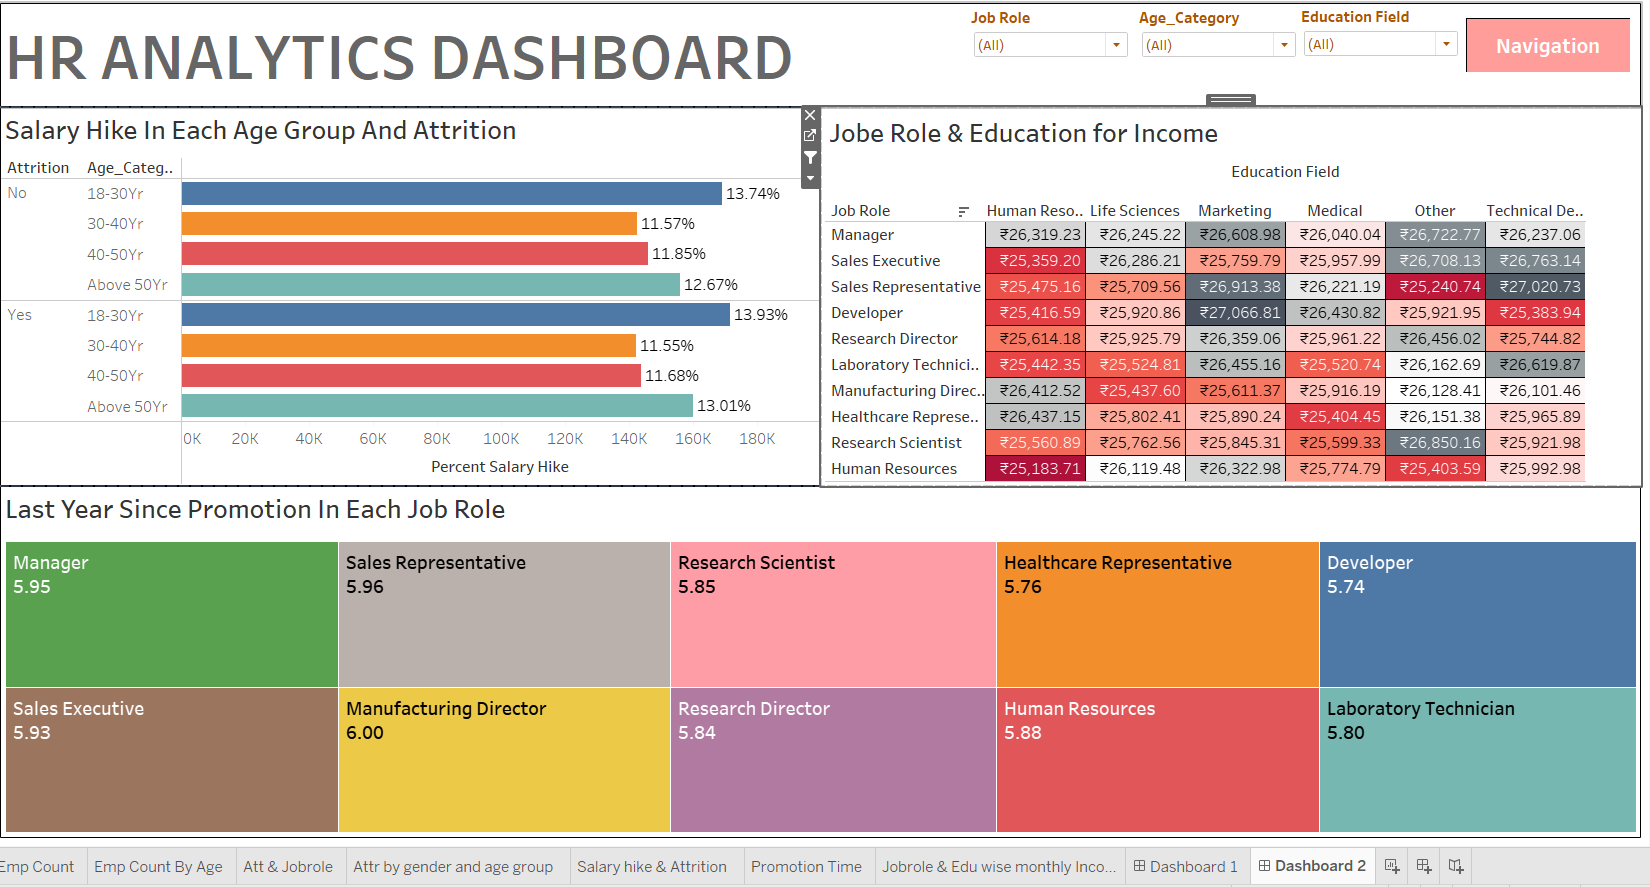 HR ANALYTICS DASHBOARD
Job Role
Age_Category
Education Field
(All)
(All)
(All)
Navigation
Salary Hike In Each Age Group And Attrition
Attrition Age_Categ..
No 18-30Yr 13.74%
30-40Yr 11.57%
40-50Yr 11.85%
Above 50Yr 12.67%
Yes 18-30Yr 13.93%
30-40Yr 11.55%
40-50Yr 11.68%
Above 50Yr 13.01%
0K 20K 40K 60K 80K 100K 120K 140K 160K 180K
Percent Salary Hike
Jobe Role & Education for Income
Education Field
Job Role Human Reso.. Life Sciences Marketing Medical Other Technical De..
Manager ₹26,319.23 ₹26,245.22 ₹26,608.98 ₹26,040.04 ₹26,722.77 ₹26,237.06
Sales Executive ₹25,359.20 ₹26,286.21 ₹25,759.79 ₹25,957.99 ₹26,708.13 ₹26,763.14
Sales Representative ₹25,475.16 ₹25,709.56 ₹26,913.38 ₹26,221.19 ₹25,240.74 ₹27,020.73
Developer ₹25,416.59 ₹25,920.86 ₹27,066.81 ₹26,430.82 ₹25,921.95 ₹25,383.94
Research Director ₹25,614.18 ₹25,925.79 ₹26,359.06 ₹25,961.22 ₹26,456.02 ₹25,744.82
Laboratory Technici.. ₹25,442.35 ₹25,524.81 ₹26,455.16 ₹25,520.74 ₹26,162.69 ₹26,619.87
Manufacturing Direc.. ₹26,412.52 ₹25,437.60 ₹25,611.37 ₹25,916.19 ₹26,128.41 ₹26,101.46
Healthcare Represe.. ₹26,437.15 ₹25,802.41 ₹25,890.24 ₹25,404.45 ₹26,151.38 ₹25,965.89
Research Scientist ₹25,560.89 ₹25,762.56 ₹25,845.31 ₹25,599.33 ₹26,850.16 ₹25,921.98
Human Resources ₹25,183.71 ₹26,119.48 ₹26,322.98 ₹25,774.79 ₹25,403.59 ₹25,992.98
Last Year Since Promotion In Each Job Role
Manager
5.95
Sales Representative
5.96
Research Scientist
5.85
Healthcare Representative
5.76
Developer
5.74
Sales Executive
5.93
Manufacturing Director
6.00
Research Director
5.84
Human Resources
5.88
Laboratory Technician
5.80
Emp Count
Emp Count By Age
Att & Jobrole
Attr by gender and age group
Salary hike & Attrition
Promotion Time
Jobrole & Edu wise monthly Inco...
Dashboard 1
Dashboard 2